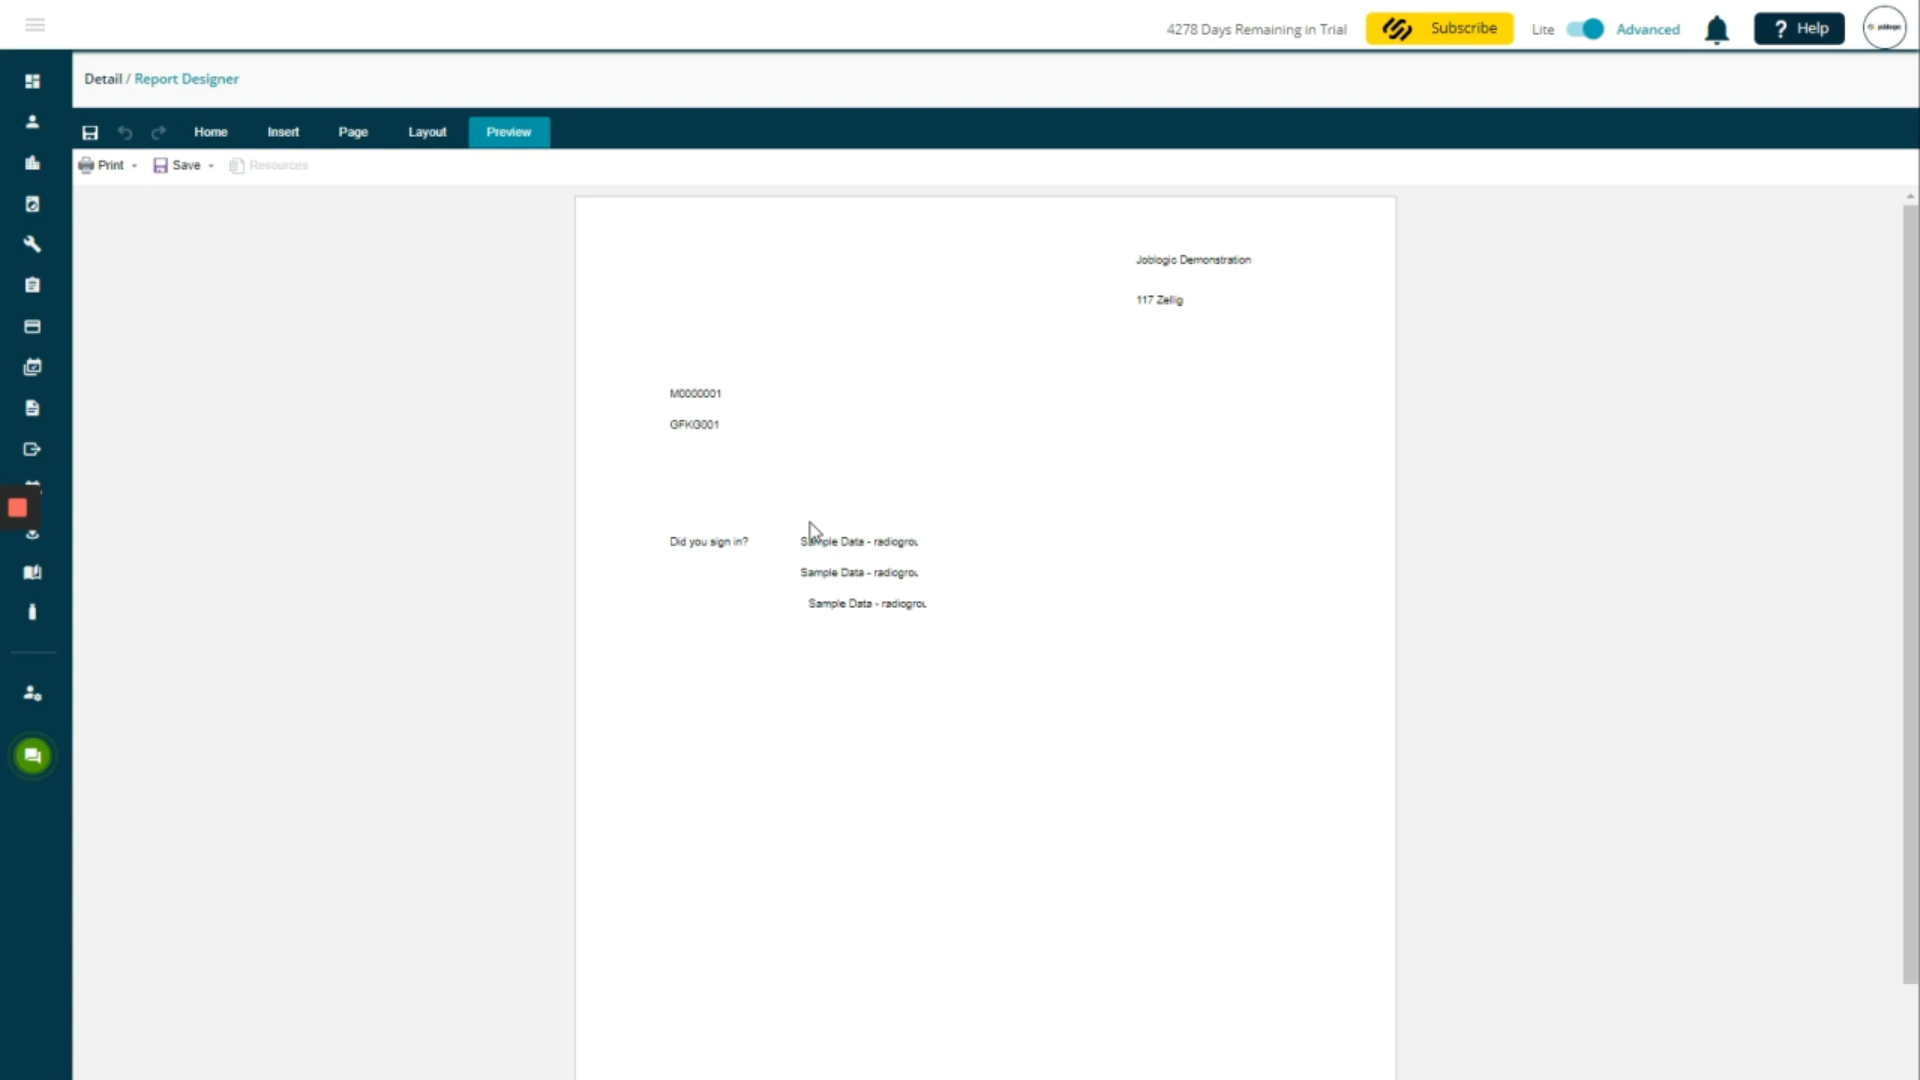 4278 Days Remaining in Trial
Subscribe
Lite
Advanced
? Help
Detail / Report Designer
Home
Insert
Page
Layout
Preview
Print
Save
Resources
Joblogic Demonstration
117 Zellig
M0000001
GFKG001
Did you sign in?
Sample Data - radiogrou
Sample Data - radiogrou
Sample Data - radiogrou